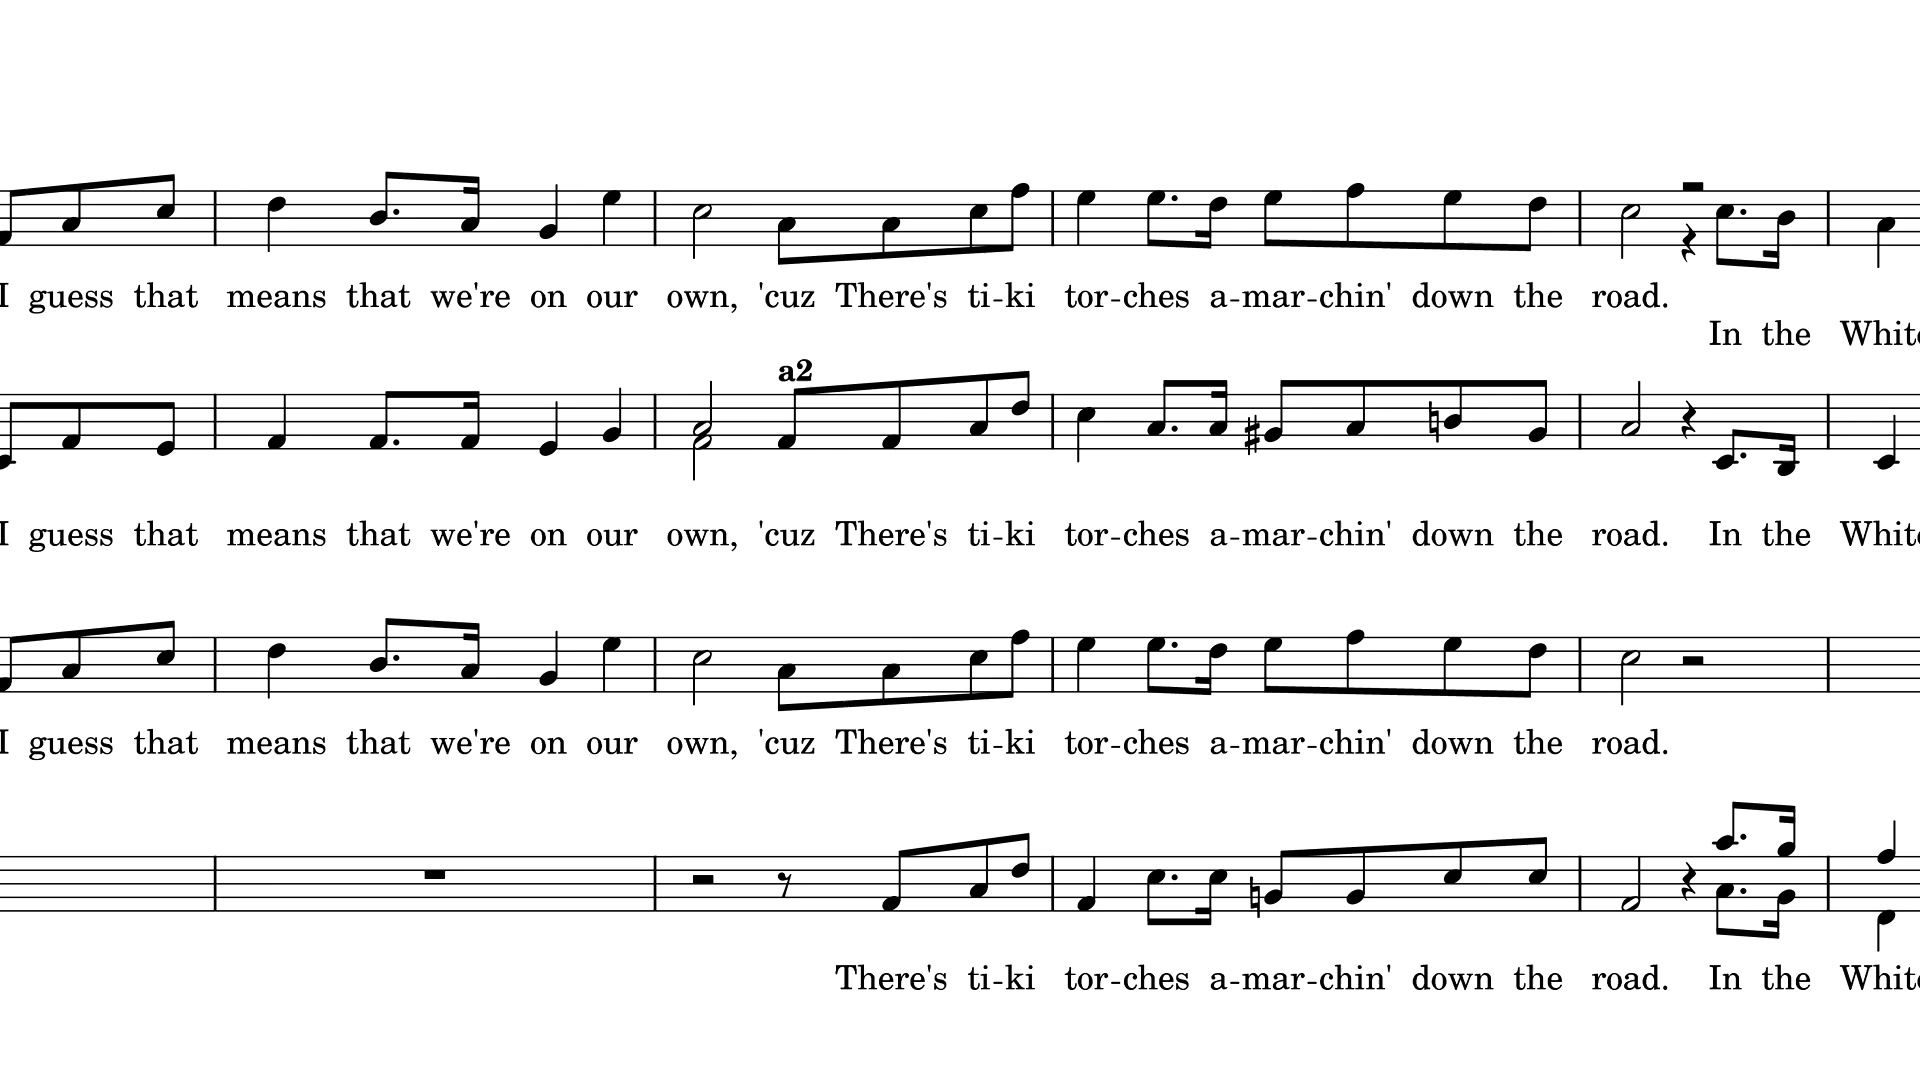 I guess that means that we're on our own, 'cuz There's ti-ki tor-ches a-mar-chin' down the road.
In the
a2
I guess that means that we're on our own, 'cuz There's ti-ki tor-ches a-mar-chin' down the road. In the
I guess that means that we're on our own, 'cuz There's ti-ki tor-ches a-mar-chin' down the road.
There's ti-ki tor-ches a-mar-chin' down the road. In the